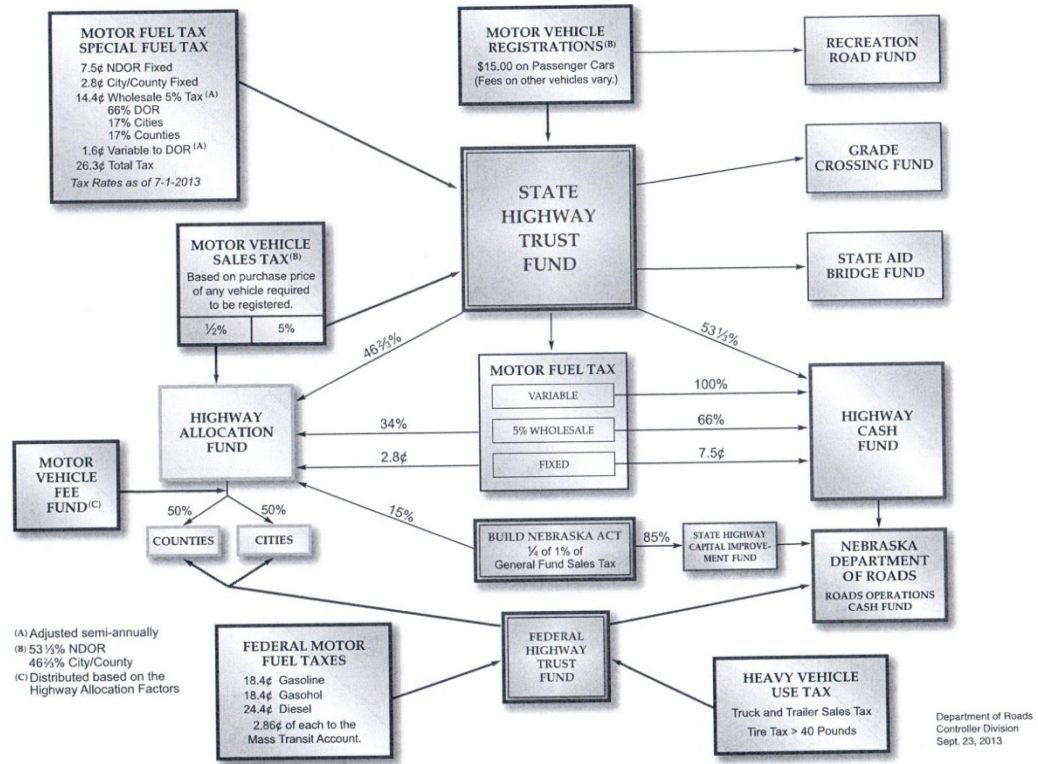 MOTOR FUEL TAX
SPECIAL FUEL TAX
7.5¢ NDOR Fixed
2.8¢ City/County Fixed
14.4¢ Wholesale 5% Tax (A)
66% DOR
17% Cities
17% Counties
1.6¢ Variable to DOR (A)
26.3¢ Total Tax
Tax Rates as of 7-1-2013
MOTOR VEHICLE
REGISTRATIONS(B)
$15.00 on Passenger Cars
(Fees on other vehicles vary.)
RECREATION
ROAD FUND
GRADE
CROSSING FUND
STATE
HIGHWAY
TRUST
FUND
MOTOR VEHICLE
SALES TAX(B)
Based on purchase price
of any vehicle required
to be registered.
½% 5%
STATE AID
BRIDGE FUND
46⅔%
53⅓%
MOTOR FUEL TAX
VARIABLE
5% WHOLESALE
FIXED
100%
66%
7.5¢
34%
2.8¢
HIGHWAY
ALLOCATION
FUND
HIGHWAY
CASH
FUND
MOTOR
VEHICLE
FEE
FUND(C)
50% 50%
COUNTIES
CITIES
15%
BUILD NEBRASKA ACT
¼ of 1% of
General Fund Sales Tax
85%
STATE HIGHWAY
CAPITAL IMPROVE-
MENT FUND
NEBRASKA
DEPARTMENT
OF ROADS
ROADS OPERATIONS
CASH FUND
(A) Adjusted semi-annually
(B) 53⅓% NDOR
46⅔% City/County
(C) Distributed based on the
Highway Allocation Factors
FEDERAL MOTOR
FUEL TAXES
18.4¢ Gasoline
18.4¢ Gasohol
24.4¢ Diesel
2.86¢ of each to the
Mass Transit Account.
FEDERAL
HIGHWAY
TRUST
FUND
HEAVY VEHICLE
USE TAX
Truck and Trailer Sales Tax
Tire Tax > 40 Pounds
Department of Roads
Controller Division
Sept. 23, 2013